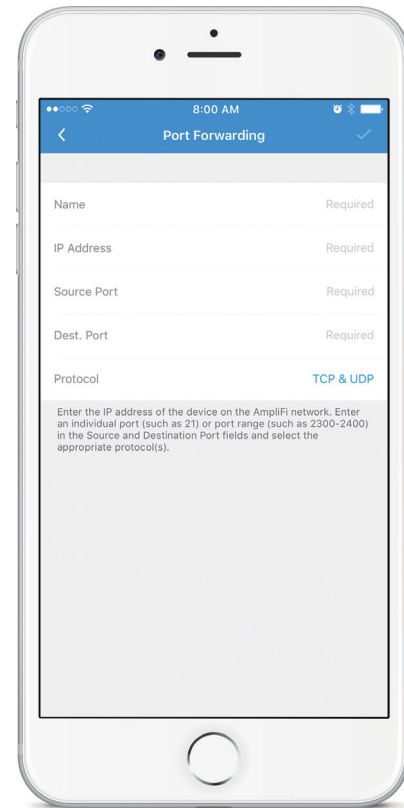 8:00 AM
Port Forwarding
Name Required
IP Address Required
Source Port Required
Dest. Port Required
Protocol TCP & UDP
Enter the IP address of the device on the AmpliFi network. Enter
an individual port (such as 21) or port range (such as 2300-2400)
in the Source and Destination Port fields and select the
appropriate protocol(s).